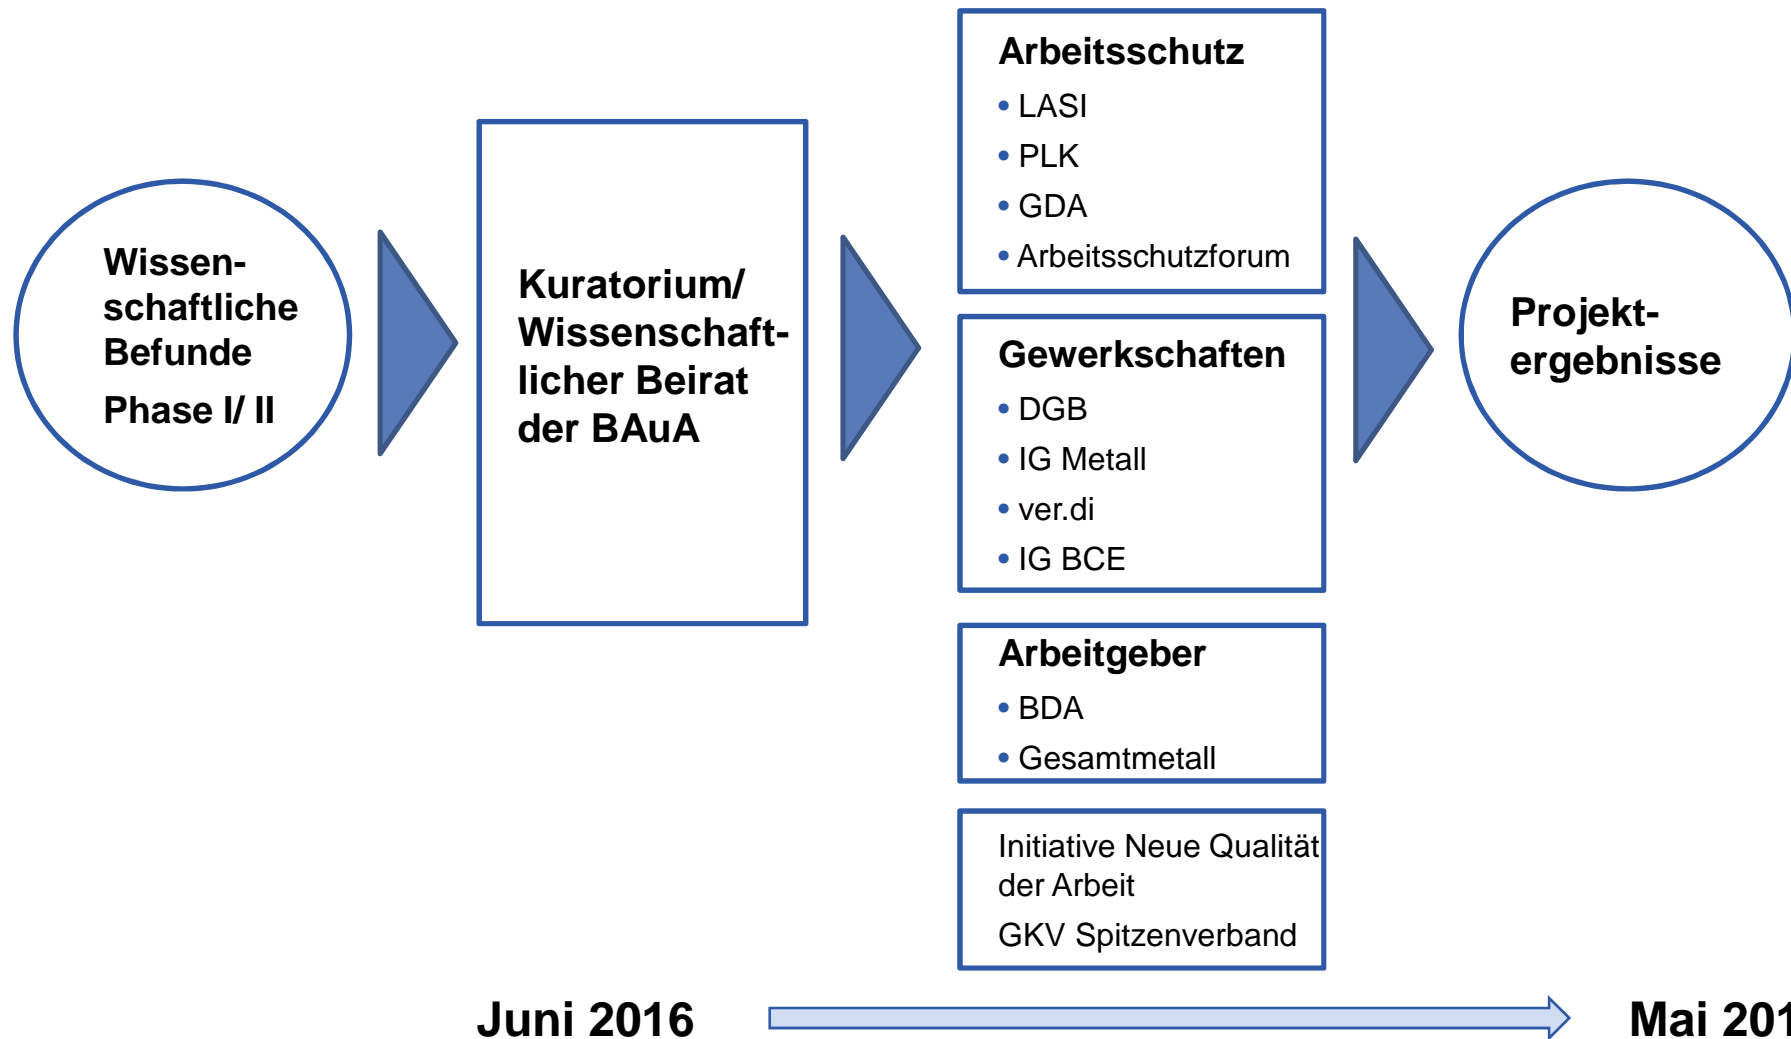 Wissen-
schaftliche
Befunde
Phase I/ II
Kuratorium/
Wissenschaft-
licher Beirat
der BAuA
Arbeitsschutz
• LASI
• PLK
• GDA
• Arbeitsschutzforum
Gewerkschaften
• DGB
• IG Metall
• ver.di
• IG BCE
Arbeitgeber
• BDA
• Gesamtmetall
Initiative Neue Qualität
der Arbeit
GKV Spitzenverband
Projekt-
ergebnisse
Juni 2016
Mai